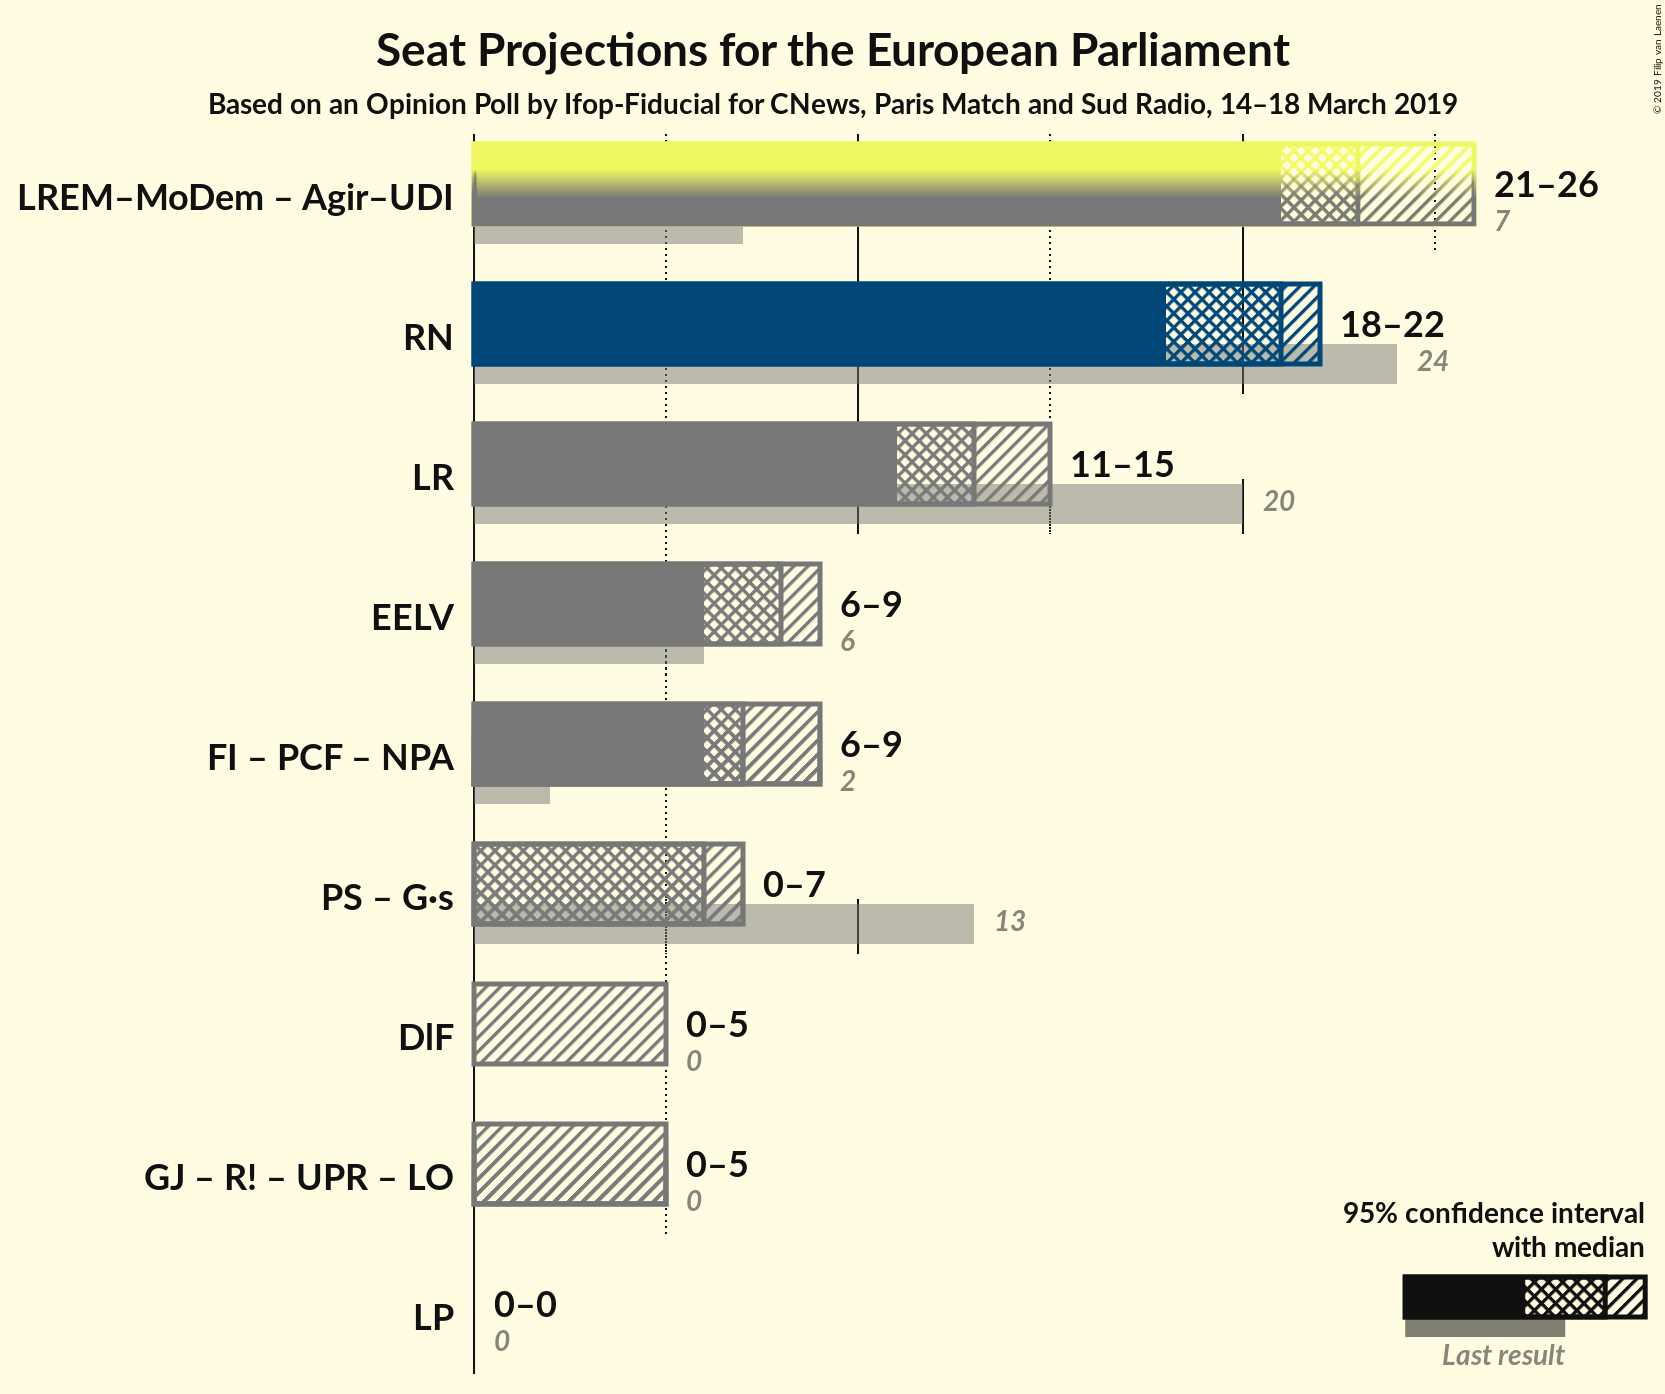 Seat Projections for the European Parliament
Based on an Opinion Poll by Ifop-Fiducial for CNews, Paris Match and Sud Radio, 14–18 March 2019
© 2019 Filip van Laenen
LREM–MoDem – Agir–UDI
21–26
7
RN
18–22
24
LR
11–15
20
EELV
6–9
6
FI – PCF – NPA
6–9
2
PS – G·s
0–7
13
DlF
0–5
0
GJ – R! – UPR – LO
0–5
0
LP
0–0
0
95% confidence interval
with median
Last result